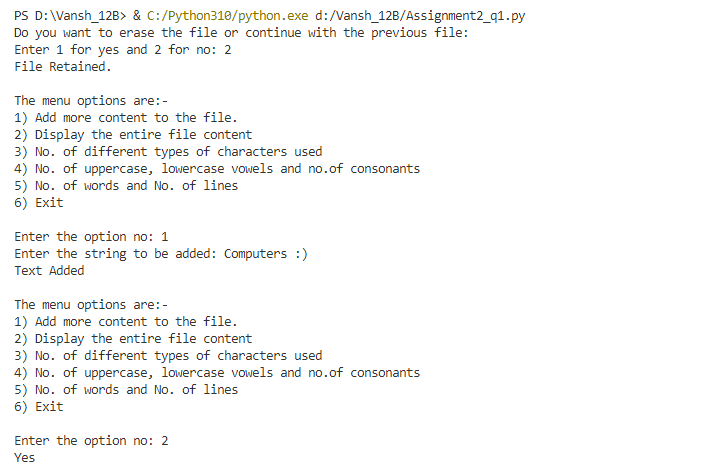 PS D:\Vansh_12B> & C:/Python310/python.exe d:/Vansh_12B/Assignment2_q1.py
Do you want to erase the file or continue with the previous file:
Enter 1 for yes and 2 for no: 2
File Retained.
The menu options are:-
1) Add more content to the file.
2) Display the entire file content
3) No. of different types of characters used
4) No. of uppercase, lowercase vowels and no.of consonants
5) No. of words and No. of lines
6) Exit
Enter the option no: 1
Enter the string to be added: Computers :)
Text Added
The menu options are:-
1) Add more content to the file.
2) Display the entire file content
3) No. of different types of characters used
4) No. of uppercase, lowercase vowels and no.of consonants
5) No. of words and No. of lines
6) Exit
Enter the option no: 2
Yes